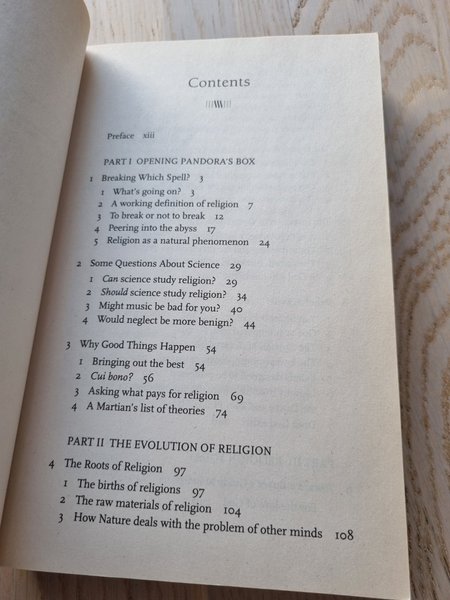 Contents
Preface xiii
PART I OPENING PANDORA'S BOX
1 Breaking Which Spell? 3
1 What's going on? 3
2 A working definition of religion 7
3 To break or not to break 12
4 Peering into the abyss 17
5 Religion as a natural phenomenon 24
2 Some Questions About Science 29
1 Can science study religion? 29
2 Should science study religion? 34
3 Might music be bad for you? 40
4 Would neglect be more benign? 44
3 Why Good Things Happen 54
1 Bringing out the best 54
2 Cui bono? 56
3 Asking what pays for religion 69
4 A Martian's list of theories 74
PART II THE EVOLUTION OF RELIGION
4 The Roots of Religion 97
1 The births of religions 97
2 The raw materials of religion 104
3 How Nature deals with the problem of other minds 108